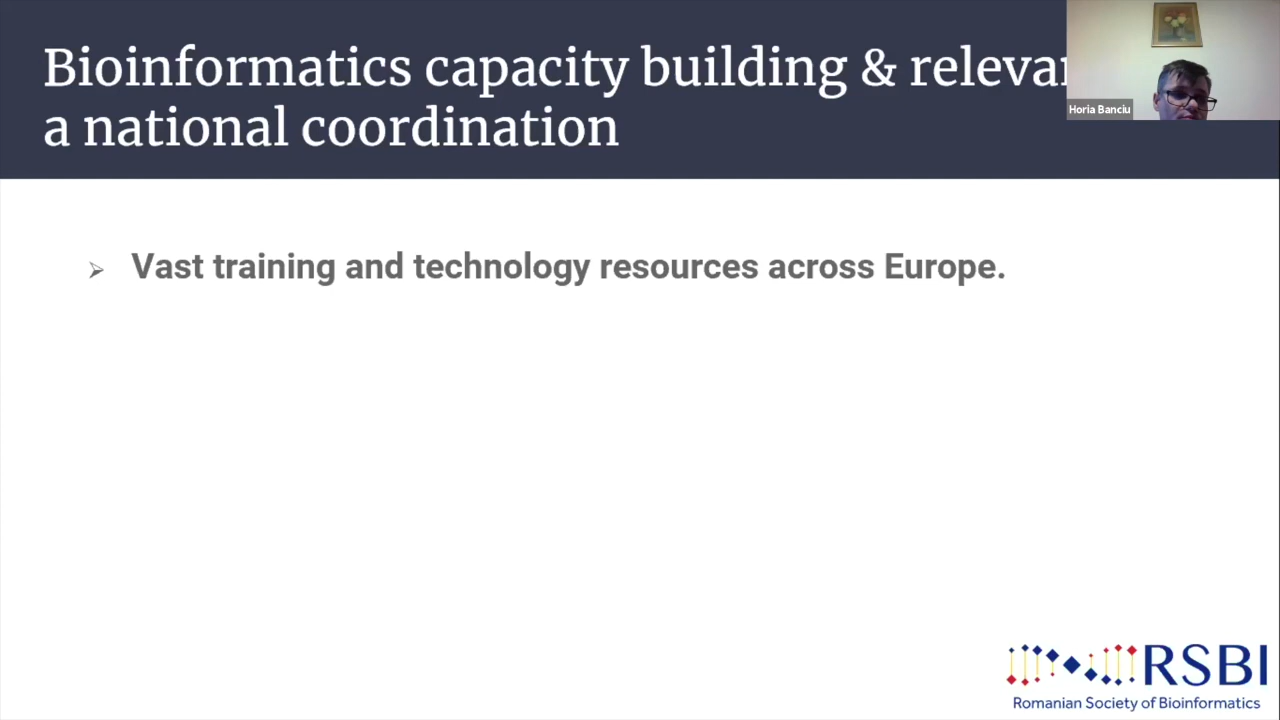 Bioinformatics capacity building &
a national coordination
Horia Banciu
Vast training and technology resources across Europe.
RSBI
Romanian Society of Bioinformatics